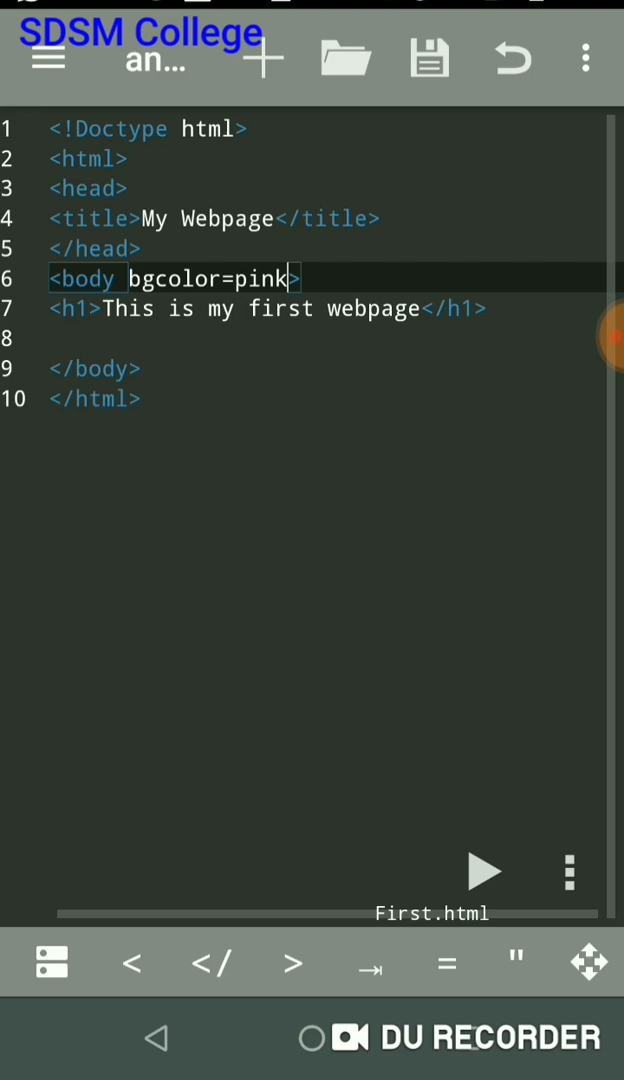 SDSM College
an...
1 <!Doctype html>
2 <html>
3 <head>
4 <title>My Webpage</title>
5 </head>
6 <body bgcolor=pink>
7 <h1>This is my first webpage</h1>
8
9 </body>
10 </html>
First.html
< </ > = "
DU RECORDER